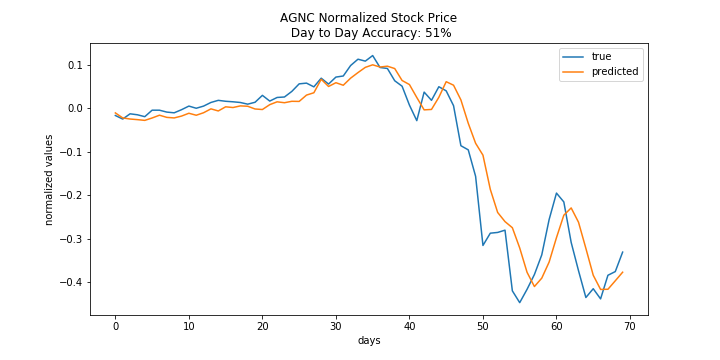 AGNC Normalized Stock Price
Day to Day Accuracy: 51%
true
predicted
0.1
0.0
−0.1
−0.2
−0.3
−0.4
normalized values
0 10 20 30 40 50 60 70
days